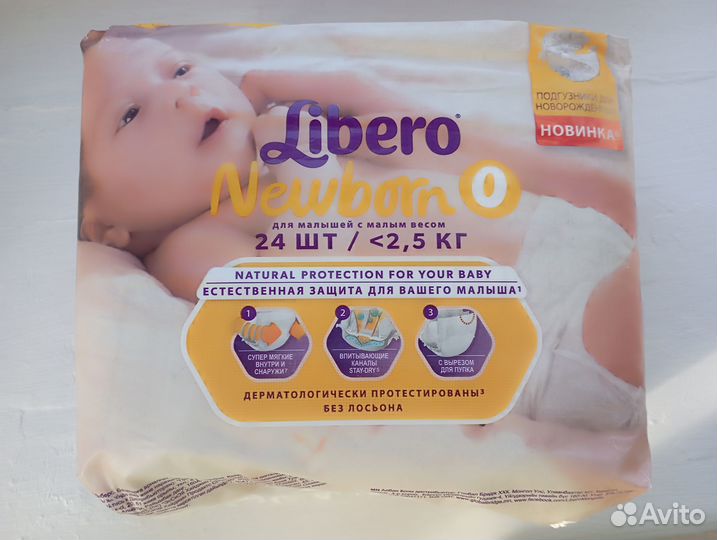 ПОДГУЗНИКИ ДЛЯ
НОВОРОЖДЕННЫХ
НОВИНКА
Libero
Newborn 0
для малышей с малым весом
24 ШТ / <2,5 КГ
NATURAL PROTECTION FOR YOUR BABY
ЕСТЕСТВЕННАЯ ЗАЩИТА ДЛЯ ВАШЕГО МАЛЫША¹
1
СУПЕР МЯГКИЕ
ВНУТРИ И
СНАРУЖИ²
2
ВПИТЫВАЮЩИЕ
КАНАЛЫ
STAY-DRY⁵
3
С ВЫРЕЗОМ
ДЛЯ ПУПКА
ДЕРМАТОЛОГИЧЕСКИ ПРОТЕСТИРОВАНЫ³
БЕЗ ЛОСЬОНА
Avito